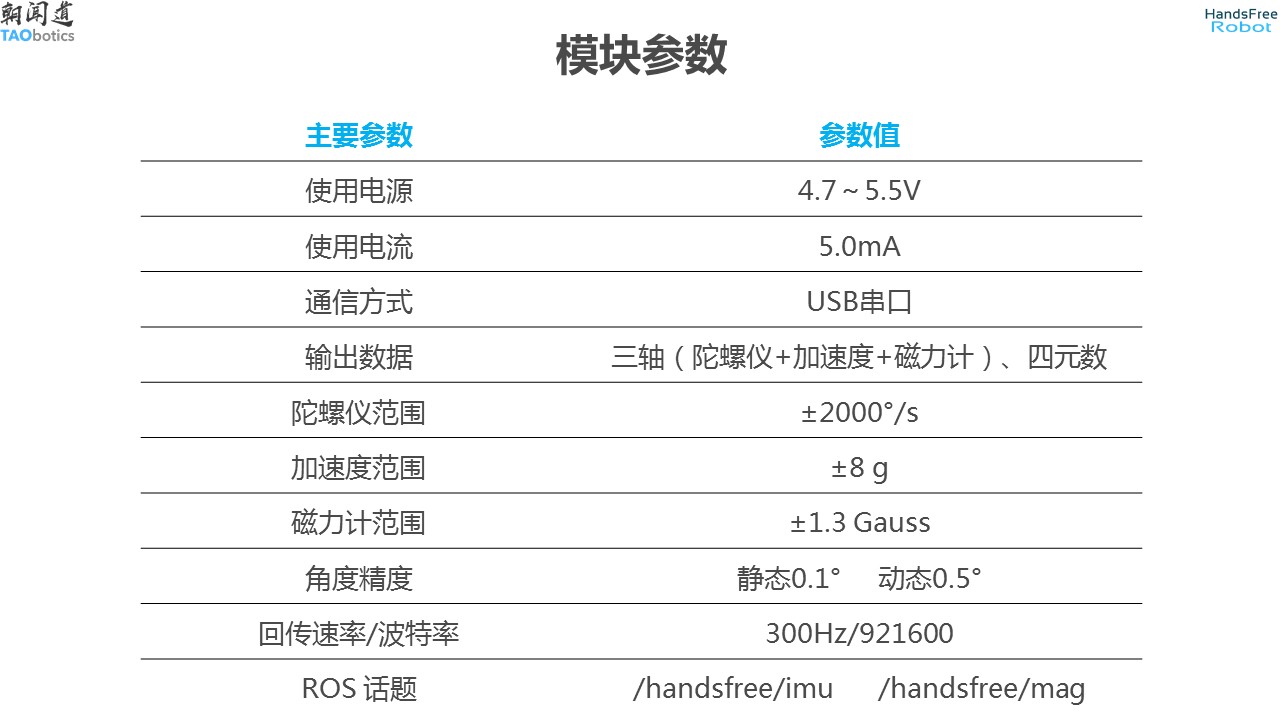 朝闻道
TAObotics
HandsFree
Robot
模块参数
主要参数 参数值
使用电源 4.7～5.5V
使用电流 5.0mA
通信方式 USB串口
输出数据 三轴（陀螺仪+加速度+磁力计）、四元数
陀螺仪范围 ±2000°/s
加速度范围 ±8 g
磁力计范围 ±1.3 Gauss
角度精度 静态0.1° 动态0.5°
回传速率/波特率 300Hz/921600
ROS 话题 /handsfree/imu /handsfree/mag